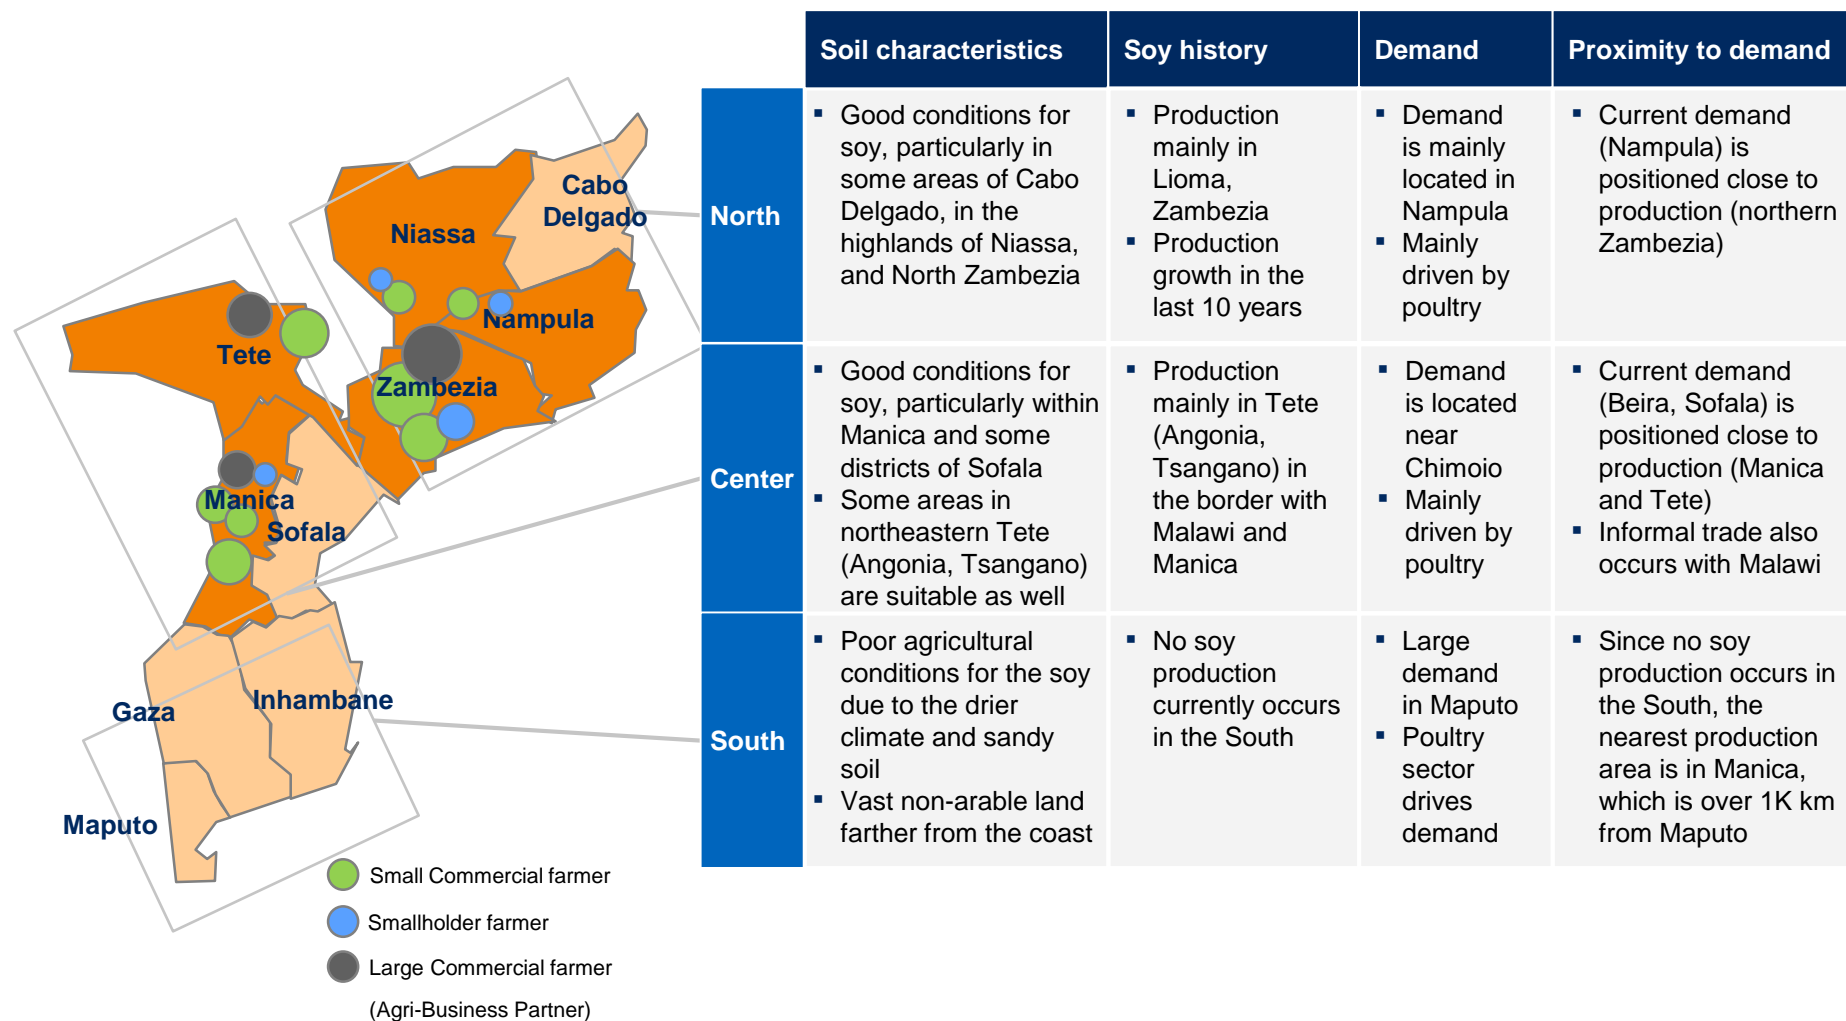 Soil characteristics
Soy history
Demand
Proximity to demand
North
▪ Good conditions for
soy, particularly in
some areas of Cabo
Delgado, in the
highlands of Niassa,
and North Zambezia
▪ Production
mainly in
Lioma,
Zambezia
▪ Production
growth in the
last 10 years
▪ Demand
is mainly
located in
Nampula
▪ Mainly
driven by
poultry
▪ Current demand
(Nampula) is
positioned close to
production (northern
Zambezia)
Center
▪ Good conditions for
soy, particularly within
Manica and some
districts of Sofala
▪ Some areas in
northeastern Tete
(Angonia, Tsangano)
are suitable as well
▪ Production
mainly in Tete
(Angonia,
Tsangano) in
the border with
Malawi and
Manica
▪ Demand
is located
near
Chimoio
▪ Mainly
driven by
poultry
▪ Current demand
(Beira, Sofala) is
positioned close to
production (Manica
and Tete)
▪ Informal trade also
occurs with Malawi
South
▪ Poor agricultural
conditions for the soy
due to the drier
climate and sandy
soil
▪ Vast non-arable land
farther from the coast
▪ No soy
production
currently occurs
in the South
▪ Large
demand
in Maputo
▪ Poultry
sector
drives
demand
▪ Since no soy
production occurs in
the South, the
nearest production
area is in Manica,
which is over 1K km
from Maputo
Cabo
Delgado
Niassa
Nampula
Tete
Zambezia
Manica
Sofala
Inhambane
Gaza
Maputo
Small Commercial farmer
Smallholder farmer
Large Commercial farmer
(Agri-Business Partner)